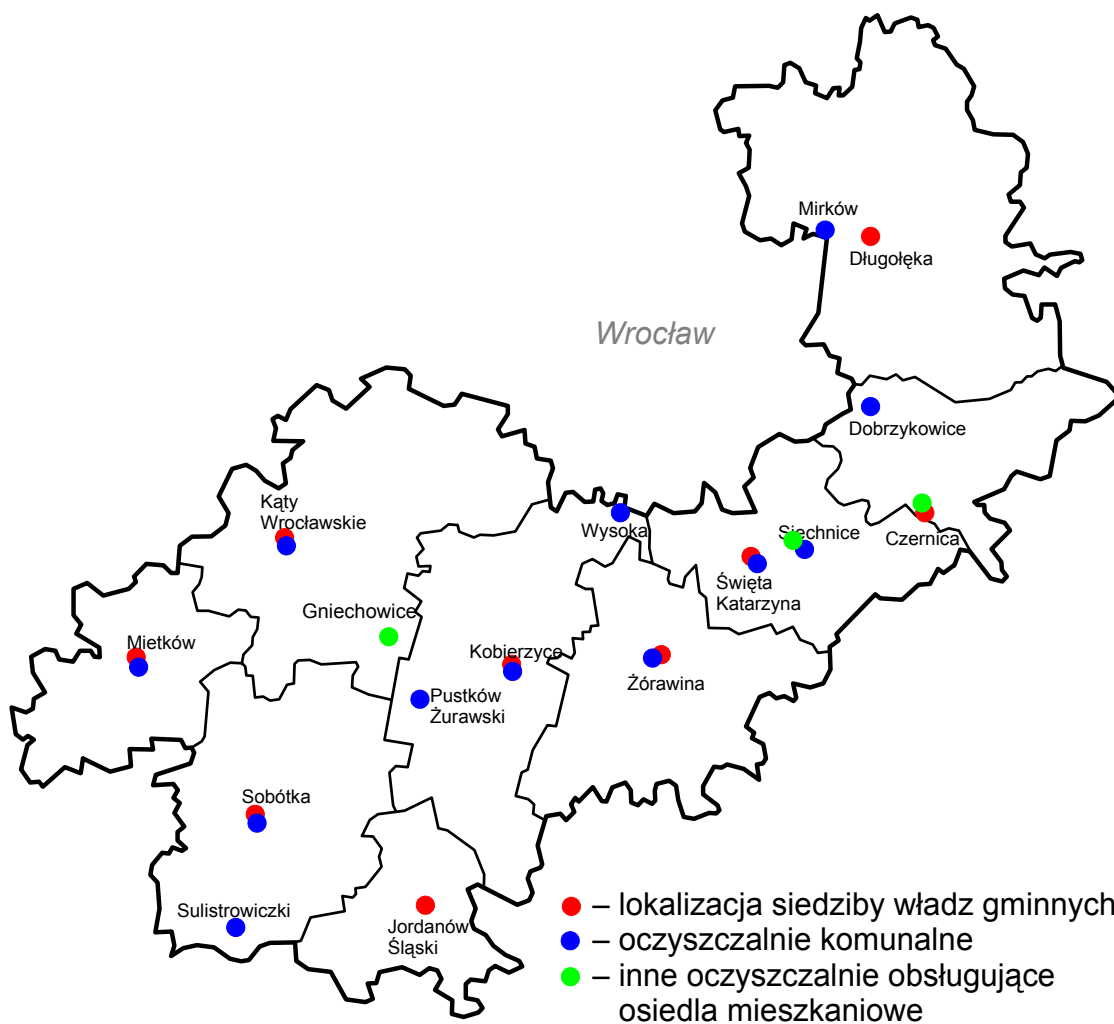 Mirków
Długołęka
Wrocław
Dobrzykowice
Kąty
Wrocławskie
Wysoka
Siechnice
Czernica
Święta
Katarzyna
Gniechowice
Mietków
Kobierzyce
Żórawina
Pustków
Żurawski
Sobótka
Sulistrowiczki
Jordanów
Śląski
– lokalizacja siedziby władz gminnych
– oczyszczalnie komunalne
– inne oczyszczalnie obsługujące
osiedla mieszkaniowe